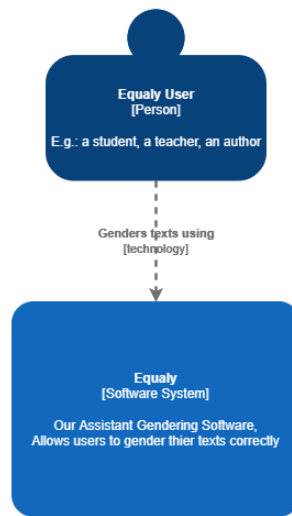 Equaly User
[Person]
E.g.: a student, a teacher, an author
Genders texts using
[technology]
Equaly
[Software System]
Our Assistant Gendering Software,
Allows users to gender thier texts correctly